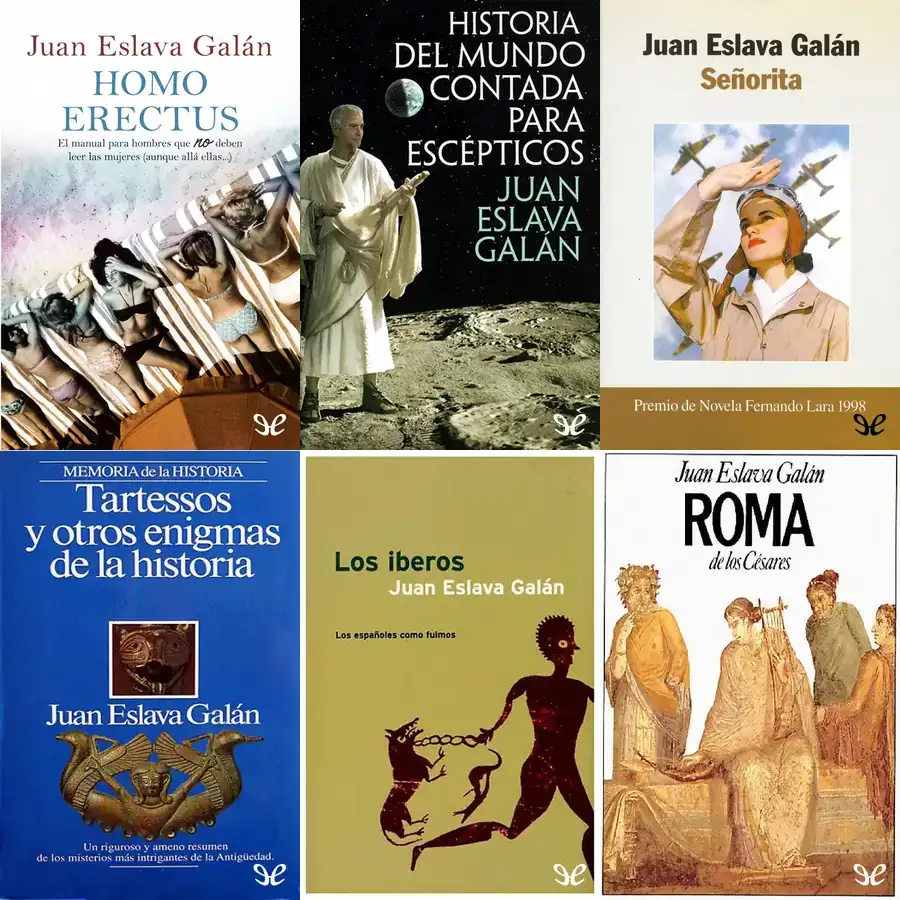 Juan Eslava Galán
HOMO
ERECTUS
El manual para hombres que no deben
leer las mujeres (aunque allá ellas...)
HISTORIA
DEL MUNDO
CONTADA
PARA
ESCÉPTICOS
JUAN
ESLAVA
GALÁN
Juan Eslava Galán
Señorita
Premio de Novela Fernando Lara 1998
MEMORIA de la HISTORIA
Tartessos
y otros enigmas
de la historia
Juan Eslava Galán
Un riguroso y ameno resumen
de los misterios más intrigantes de la Antigüedad.
Los iberos
Juan Eslava Galán
Los españoles como fuimos
Juan Eslava Galán
ROMA
de los Césares